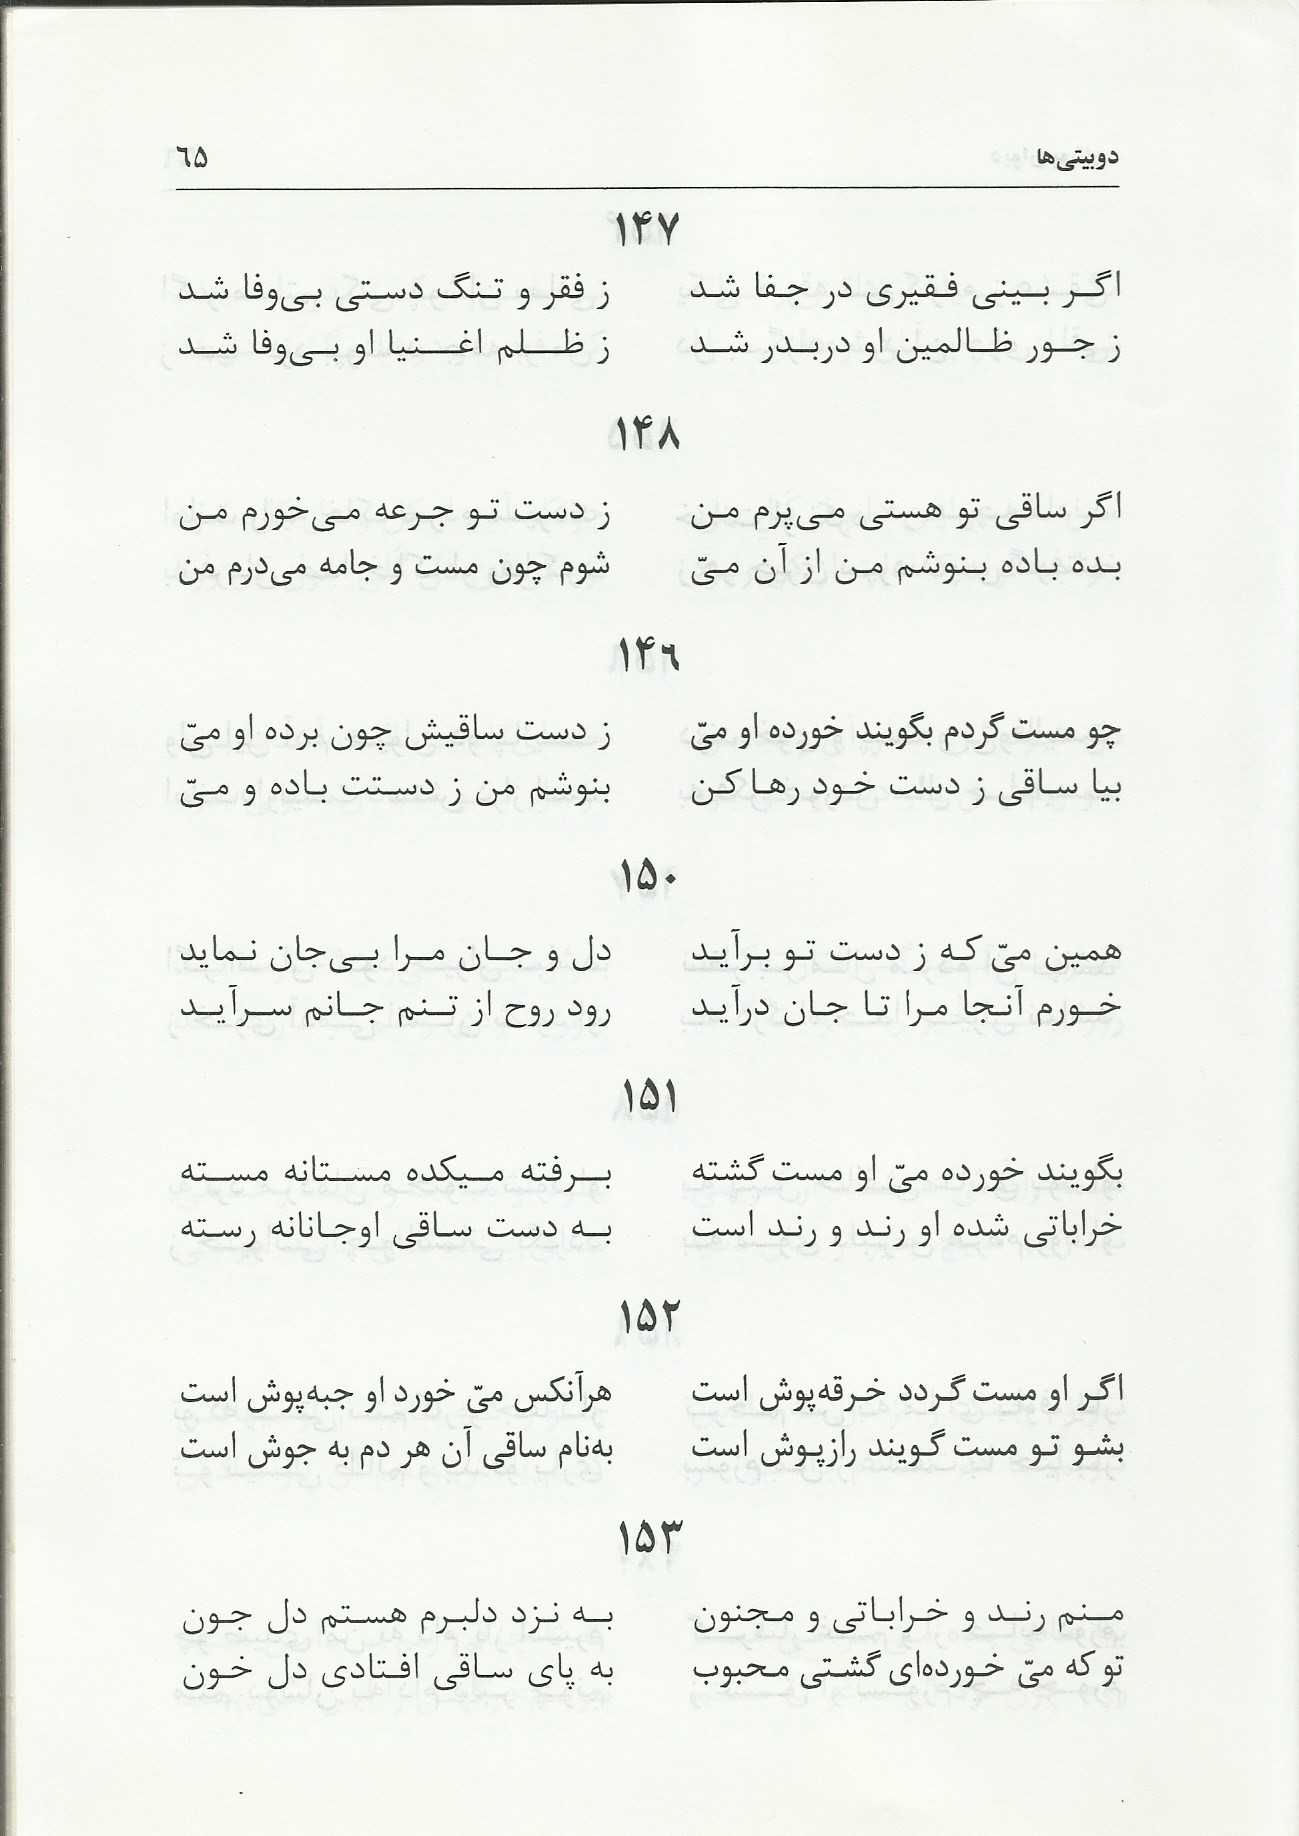 دوبیتی‌ها ٦۵
۱۴۷
اگر بینی فقیری در جفا شد ز فقر و تنگ دستی بی‌وفا شد
ز جور ظالمین او دربدر شد ز ظلم اغنیا او بی‌وفا شد
۱۴۸
اگر ساقی تو هستی می‌پرم من ز دست تو جرعه می‌خورم من
بده باده بنوشم من از آن میّ شوم چون مست و جامه می‌درم من
۱۴۹
چو مست گردم بگویند خورده او میّ ز دست ساقیش چون برده او میّ
بیا ساقی ز دست خود رها کن بنوشم من ز دستت باده و میّ
۱۵۰
همین میّ که ز دست تو برآید دل و جان مرا بی‌جان نماید
خورم آنجا مرا تا جان درآید رود روح از تنم جانم سرآید
۱۵۱
بگویند خورده میّ او مست گشته برفته میکده مستانه مسته
خراباتی شده او رند و رند است به دست ساقی اوجانانه رسته
۱۵۲
اگر او مست گردد خرقه‌پوش است هرآنکس میّ خورد او جبه‌پوش است
بشو تو مست گویند رازپوش است به‌نام ساقی آن هر دم به جوش است
۱۵۳
منم رند و خراباتی و مجنون به نزد دلبرم هستم دل جون
تو که میّ خورده‌ای گشتی محبوب به پای ساقی افتادی دل خون